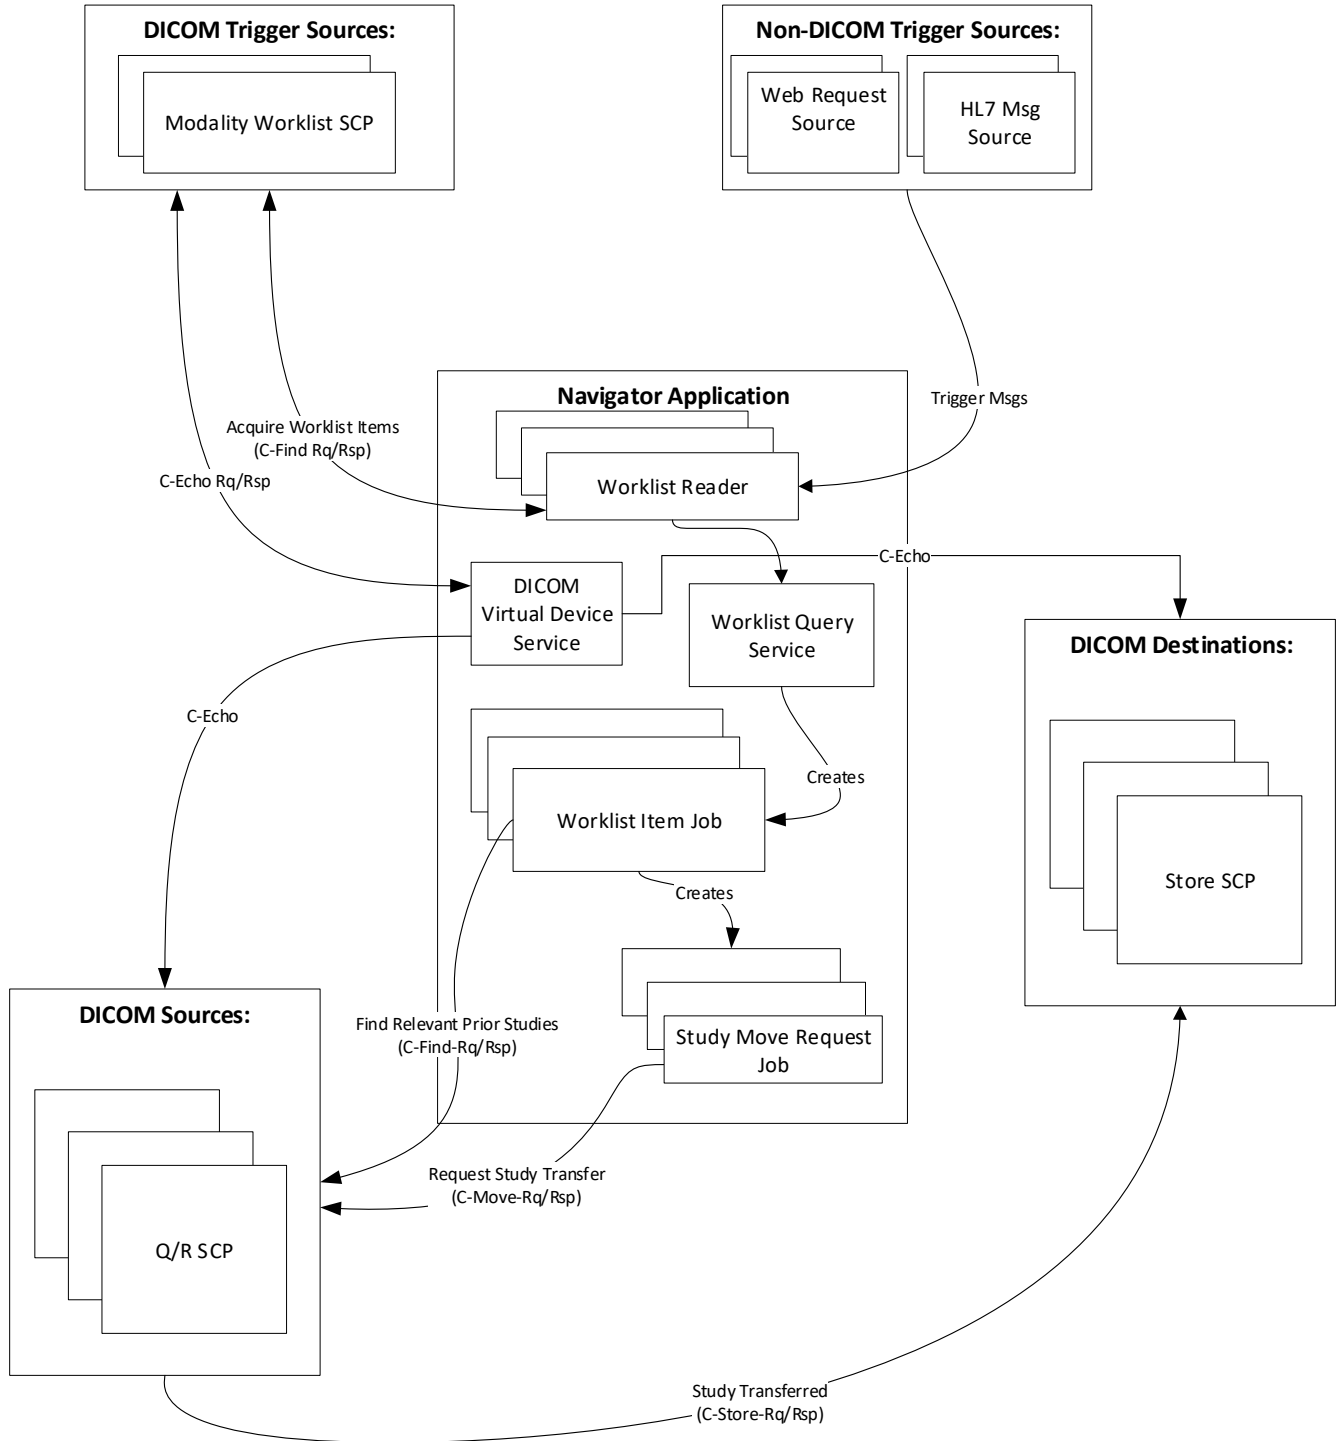 DICOM Trigger Sources:
Modality Worklist SCP
Non-DICOM Trigger Sources:
Web Request
Source
HL7 Msg
Source
Trigger Msgs
Acquire Worklist Items
(C-Find Rq/Rsp)
C-Echo Rq/Rsp
Navigator Application
Worklist Reader
C-Echo
DICOM
Virtual Device
Service
Worklist Query
Service
DICOM Destinations:
Store SCP
C-Echo
Creates
Worklist Item Job
Creates
Study Move Request
Job
Find Relevant Prior Studies
(C-Find-Rq/Rsp)
DICOM Sources:
Q/R SCP
Request Study Transfer
(C-Move-Rq/Rsp)
Study Transferred
(C-Store-Rq/Rsp)